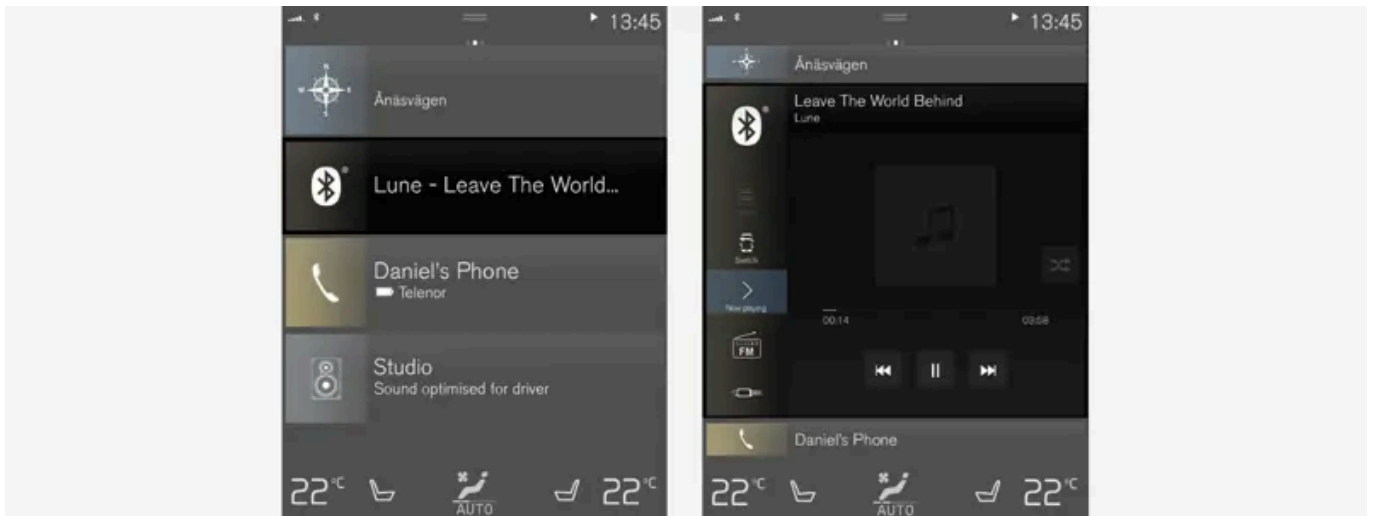 13:45
Änäsvägen
Lune - Leave The World...
Daniel's Phone
Telenor
Studio
Sound optimised for driver
22°C
AUTO
22°C
13:45
Änäsvägen
Leave The World Behind
Lune
Switch
Now playing
00:14
03:58
FM
Daniel's Phone
22°C
AUTO
22°C